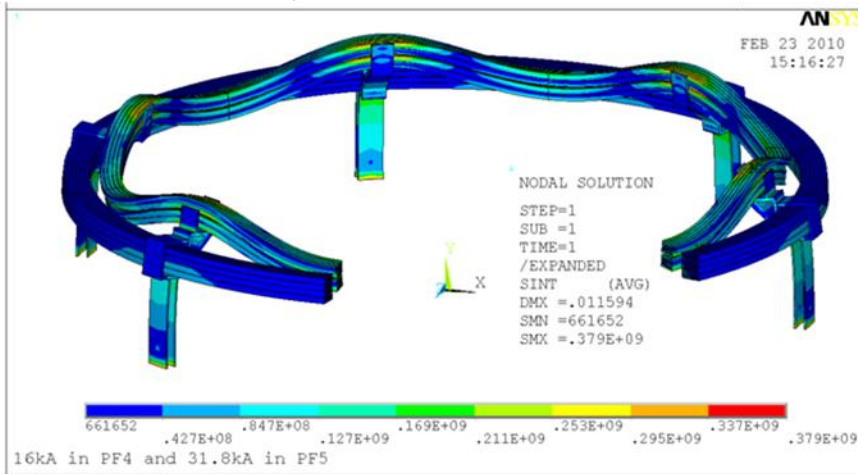 ANSYS
FEB 23 2010
15:16:27
NODAL SOLUTION
STEP=1
SUB =1
TIME=1
/EXPANDED
SINT (AVG)
DMX =.011594
SMN =661652
SMX =.379E+09
Y
X
661652 .847E+08 .169E+09 .253E+09 .337E+09
.427E+08 .127E+09 .211E+09 .295E+09 .379E+09
16kA in PF4 and 31.8kA in PF5